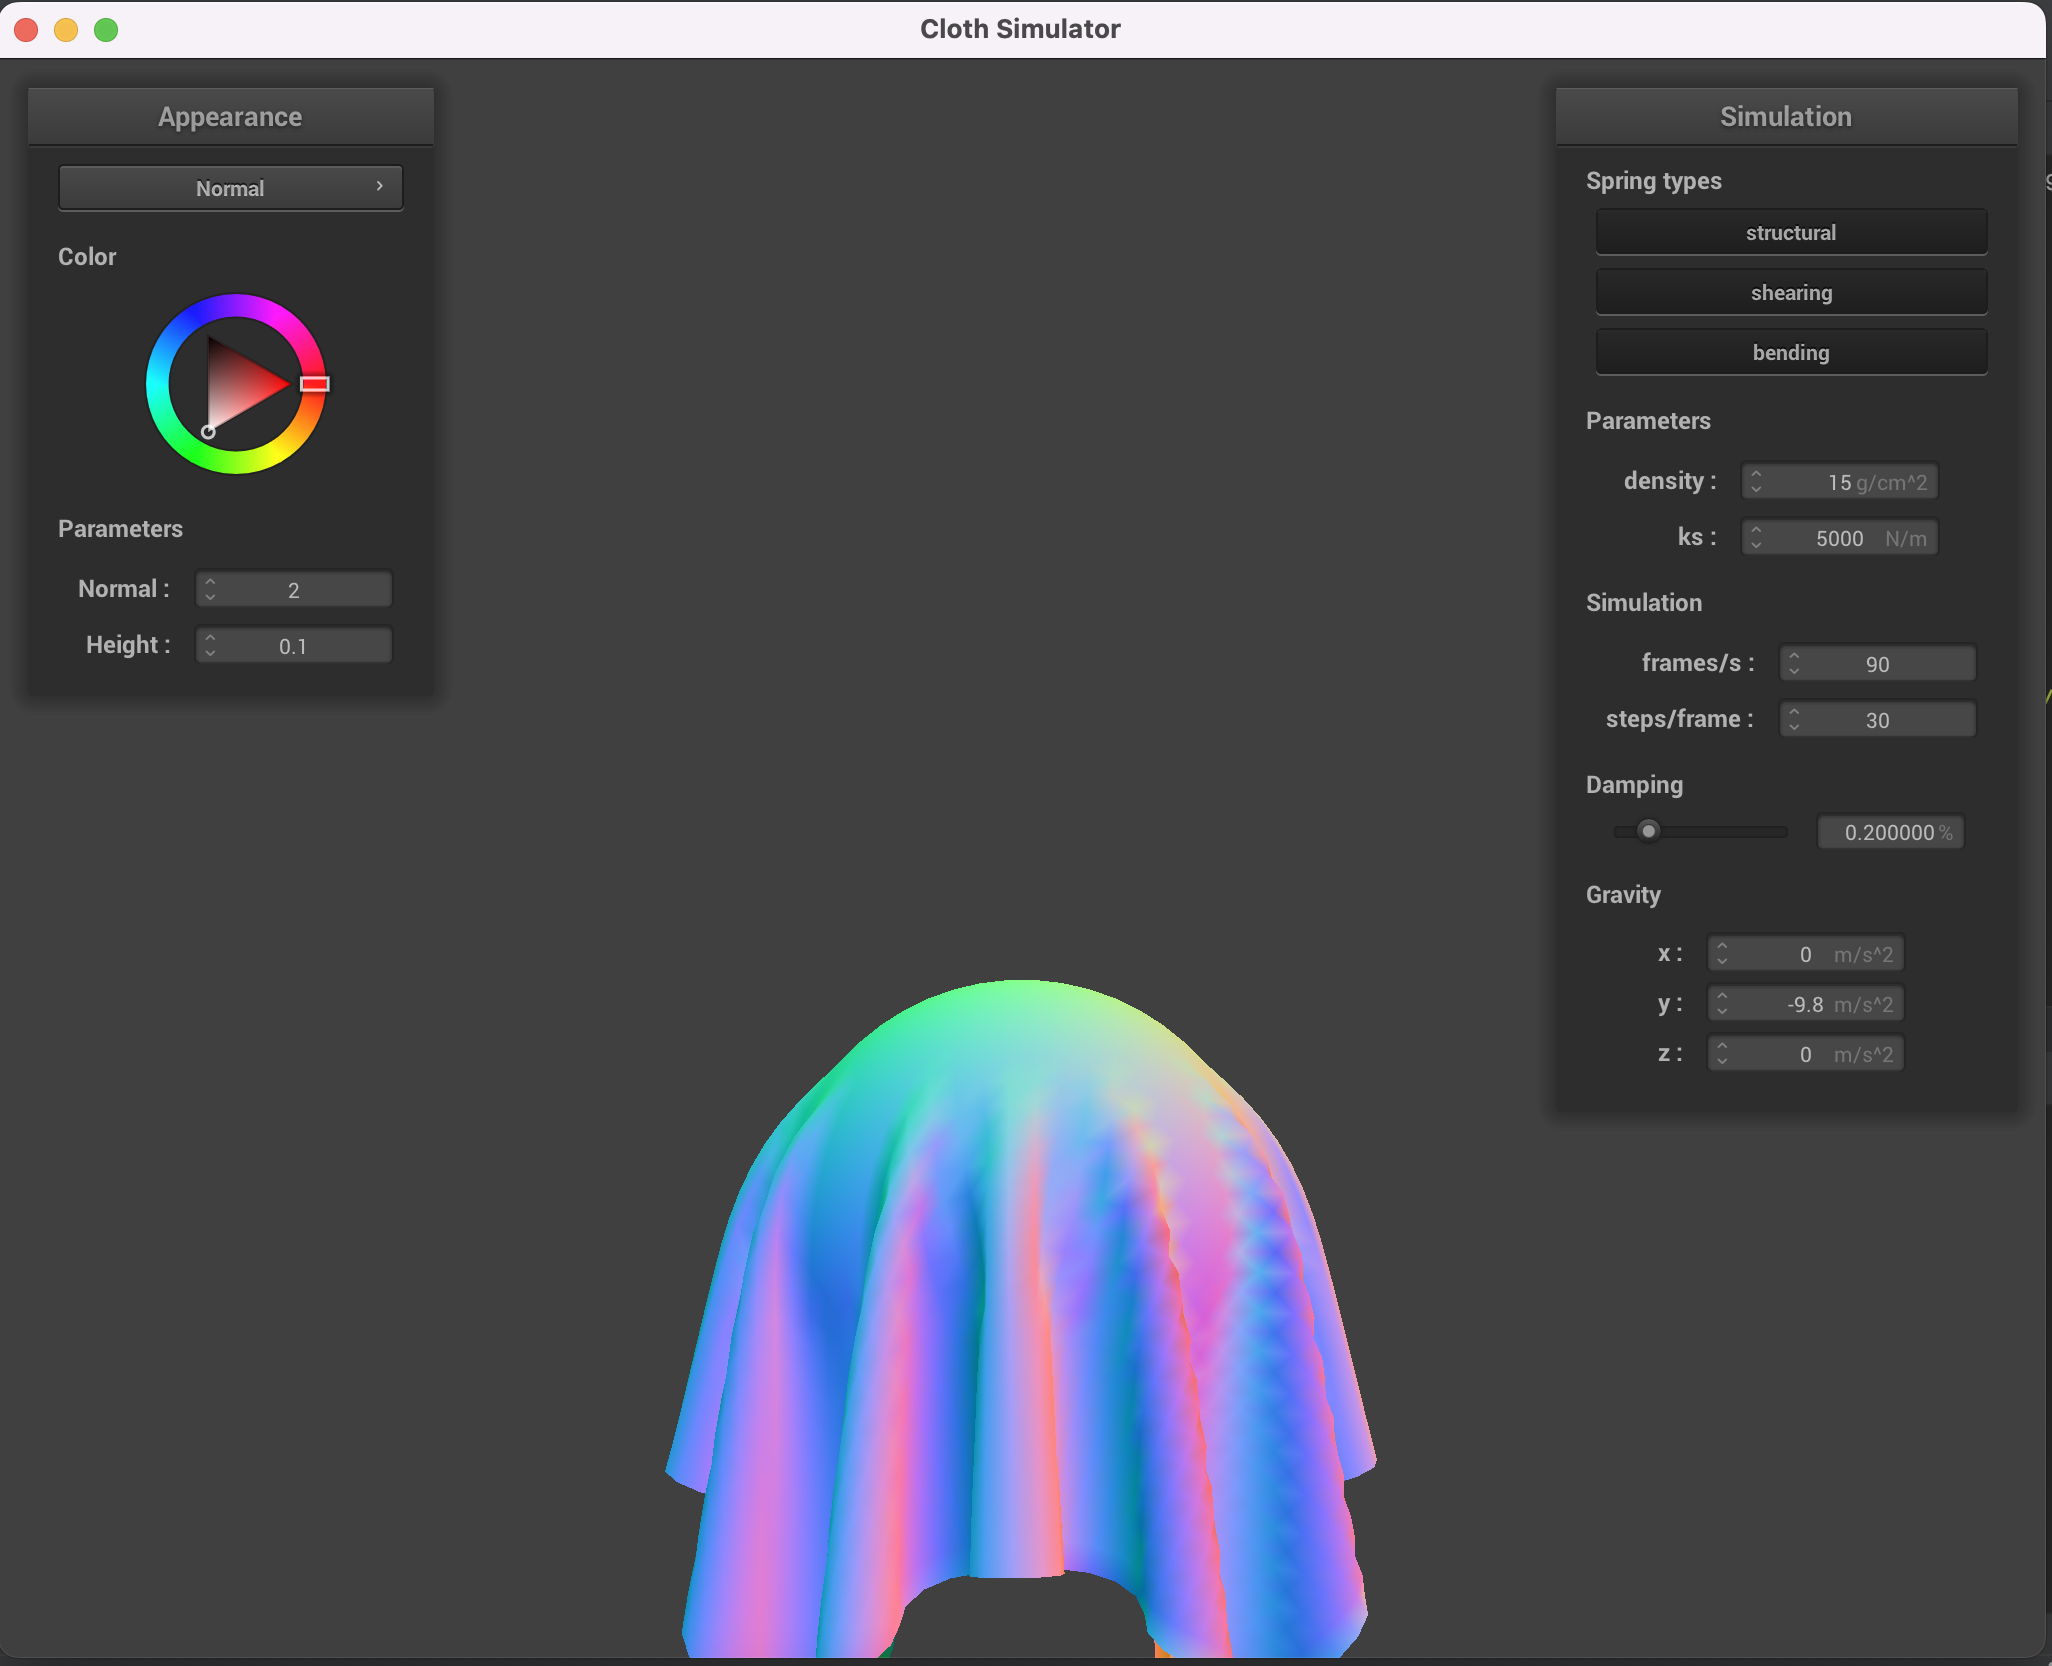 Cloth Simulator
Appearance
Normal
Color
Parameters
Normal : 2
Height : 0.1
Simulation
Spring types
structural
shearing
bending
Parameters
density : 15 g/cm^2
ks : 5000 N/m
Simulation
frames/s : 90
steps/frame : 30
Damping
0.200000 %
Gravity
x : 0 m/s^2
y : -9.8 m/s^2
z : 0 m/s^2